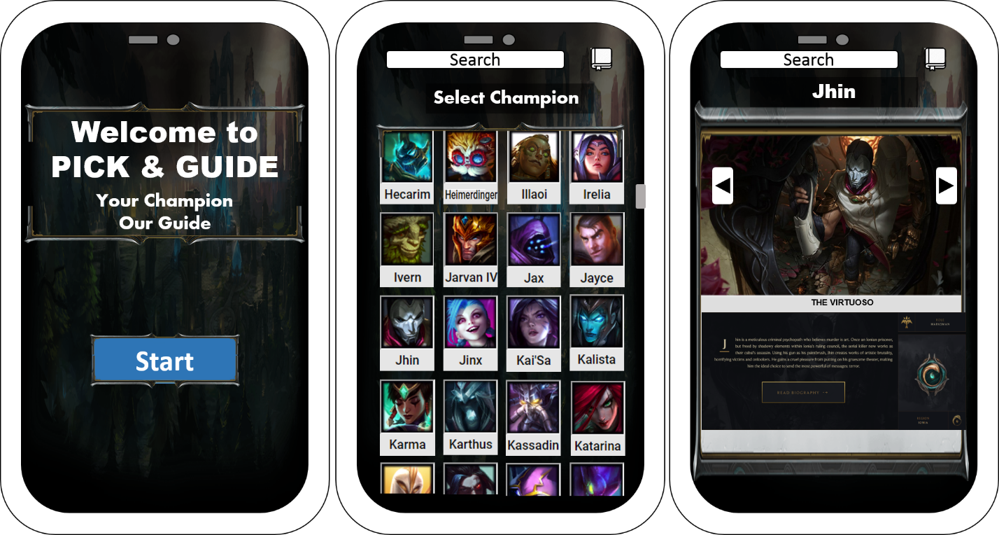 Welcome to
PICK & GUIDE
Your Champion
Our Guide
Start
Search
Select Champion
Hecarim
Heimerdinger
Illaoi
Irelia
Ivern
Jarvan IV
Jax
Jayce
Jhin
Jinx
Kai'Sa
Kalista
Karma
Karthus
Kassadin
Katarina
Search
Jhin
THE VIRTUOSO
Jhin is a meticulous criminal psychopath who believes murder is art. Once an Ionian prisoner,
but freed by shadowy elements within Ionia's ruling council, the serial killer now works as
their cabal's assassin. Using his gun as his paintbrush, Jhin creates works of artistic brutality,
horrifying victims and onlookers. He gains a cruel pleasure from putting on his gruesome theater, making
him the ideal choice to send the most powerful of messages: terror.
READ BIOGRAPHY
ROLE
MARKSMAN
REGION
IONIA